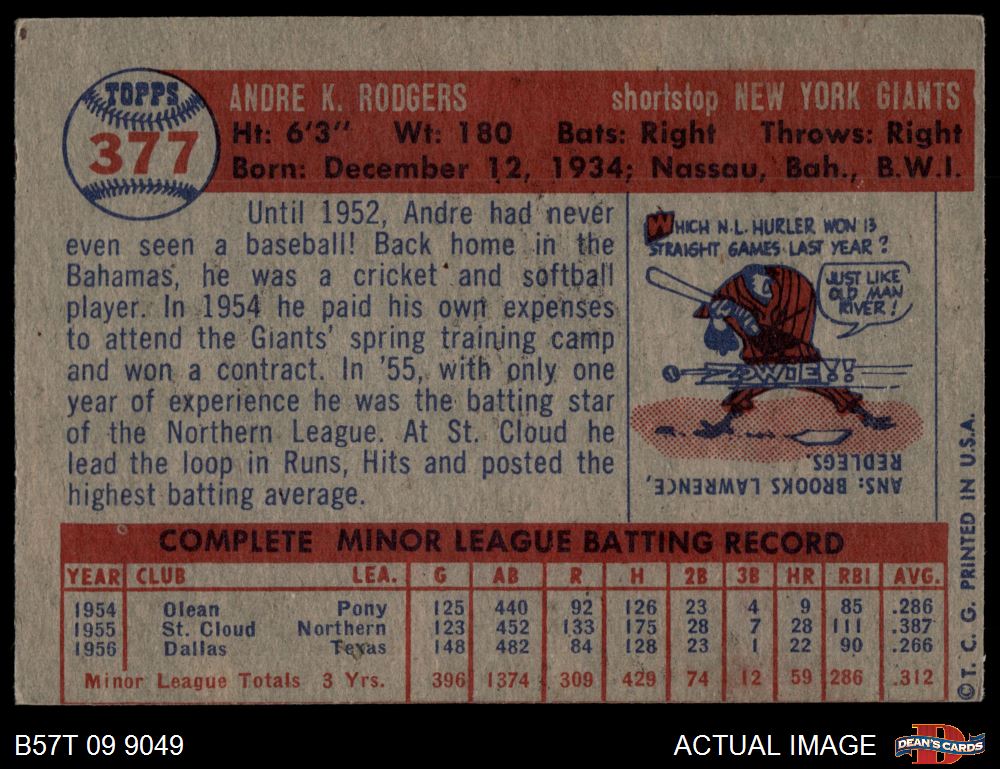 TOPPS
377
ANDRE K. RODGERS shortstop NEW YORK GIANTS
Ht: 6'3" Wt: 180 Bats: Right Throws: Right
Born: December 12, 1934; Nassau, Bah., B.W.I.
Until 1952, Andre had never
even seen a baseball! Back home in the
Bahamas, he was a cricket and softball
player. In 1954 he paid his own expenses
to attend the Giants' spring training camp
and won a contract. In '55, with only one
year of experience he was the batting star
of the Northern League. At St. Cloud he
lead the loop in Runs, Hits and posted the
highest batting average.
WHICH N.L. HURLER WON 13
STRAIGHT GAMES LAST YEAR?
JUST LIKE
OLD MAN
RIVER!
ZOWIE!!
ANS: BROOKS LAWRENCE,
REDLEGS.
COMPLETE MINOR LEAGUE BATTING RECORD
YEAR CLUB LEA. G AB R H 2B 3B HR RBI AVG.
1954 Olean Pony 125 440 92 126 23 4 9 85 .286
1955 St. Cloud Northern 123 452 133 175 28 7 28 111 .387
1956 Dallas Texas 148 482 84 128 23 1 22 90 .266
Minor League Totals 3 Yrs. 396 1374 309 429 74 12 59 286 .312
© T. C. G. PRINTED IN U.S.A.
B57T 09 9049
ACTUAL IMAGE
D
DEAN'S CARDS